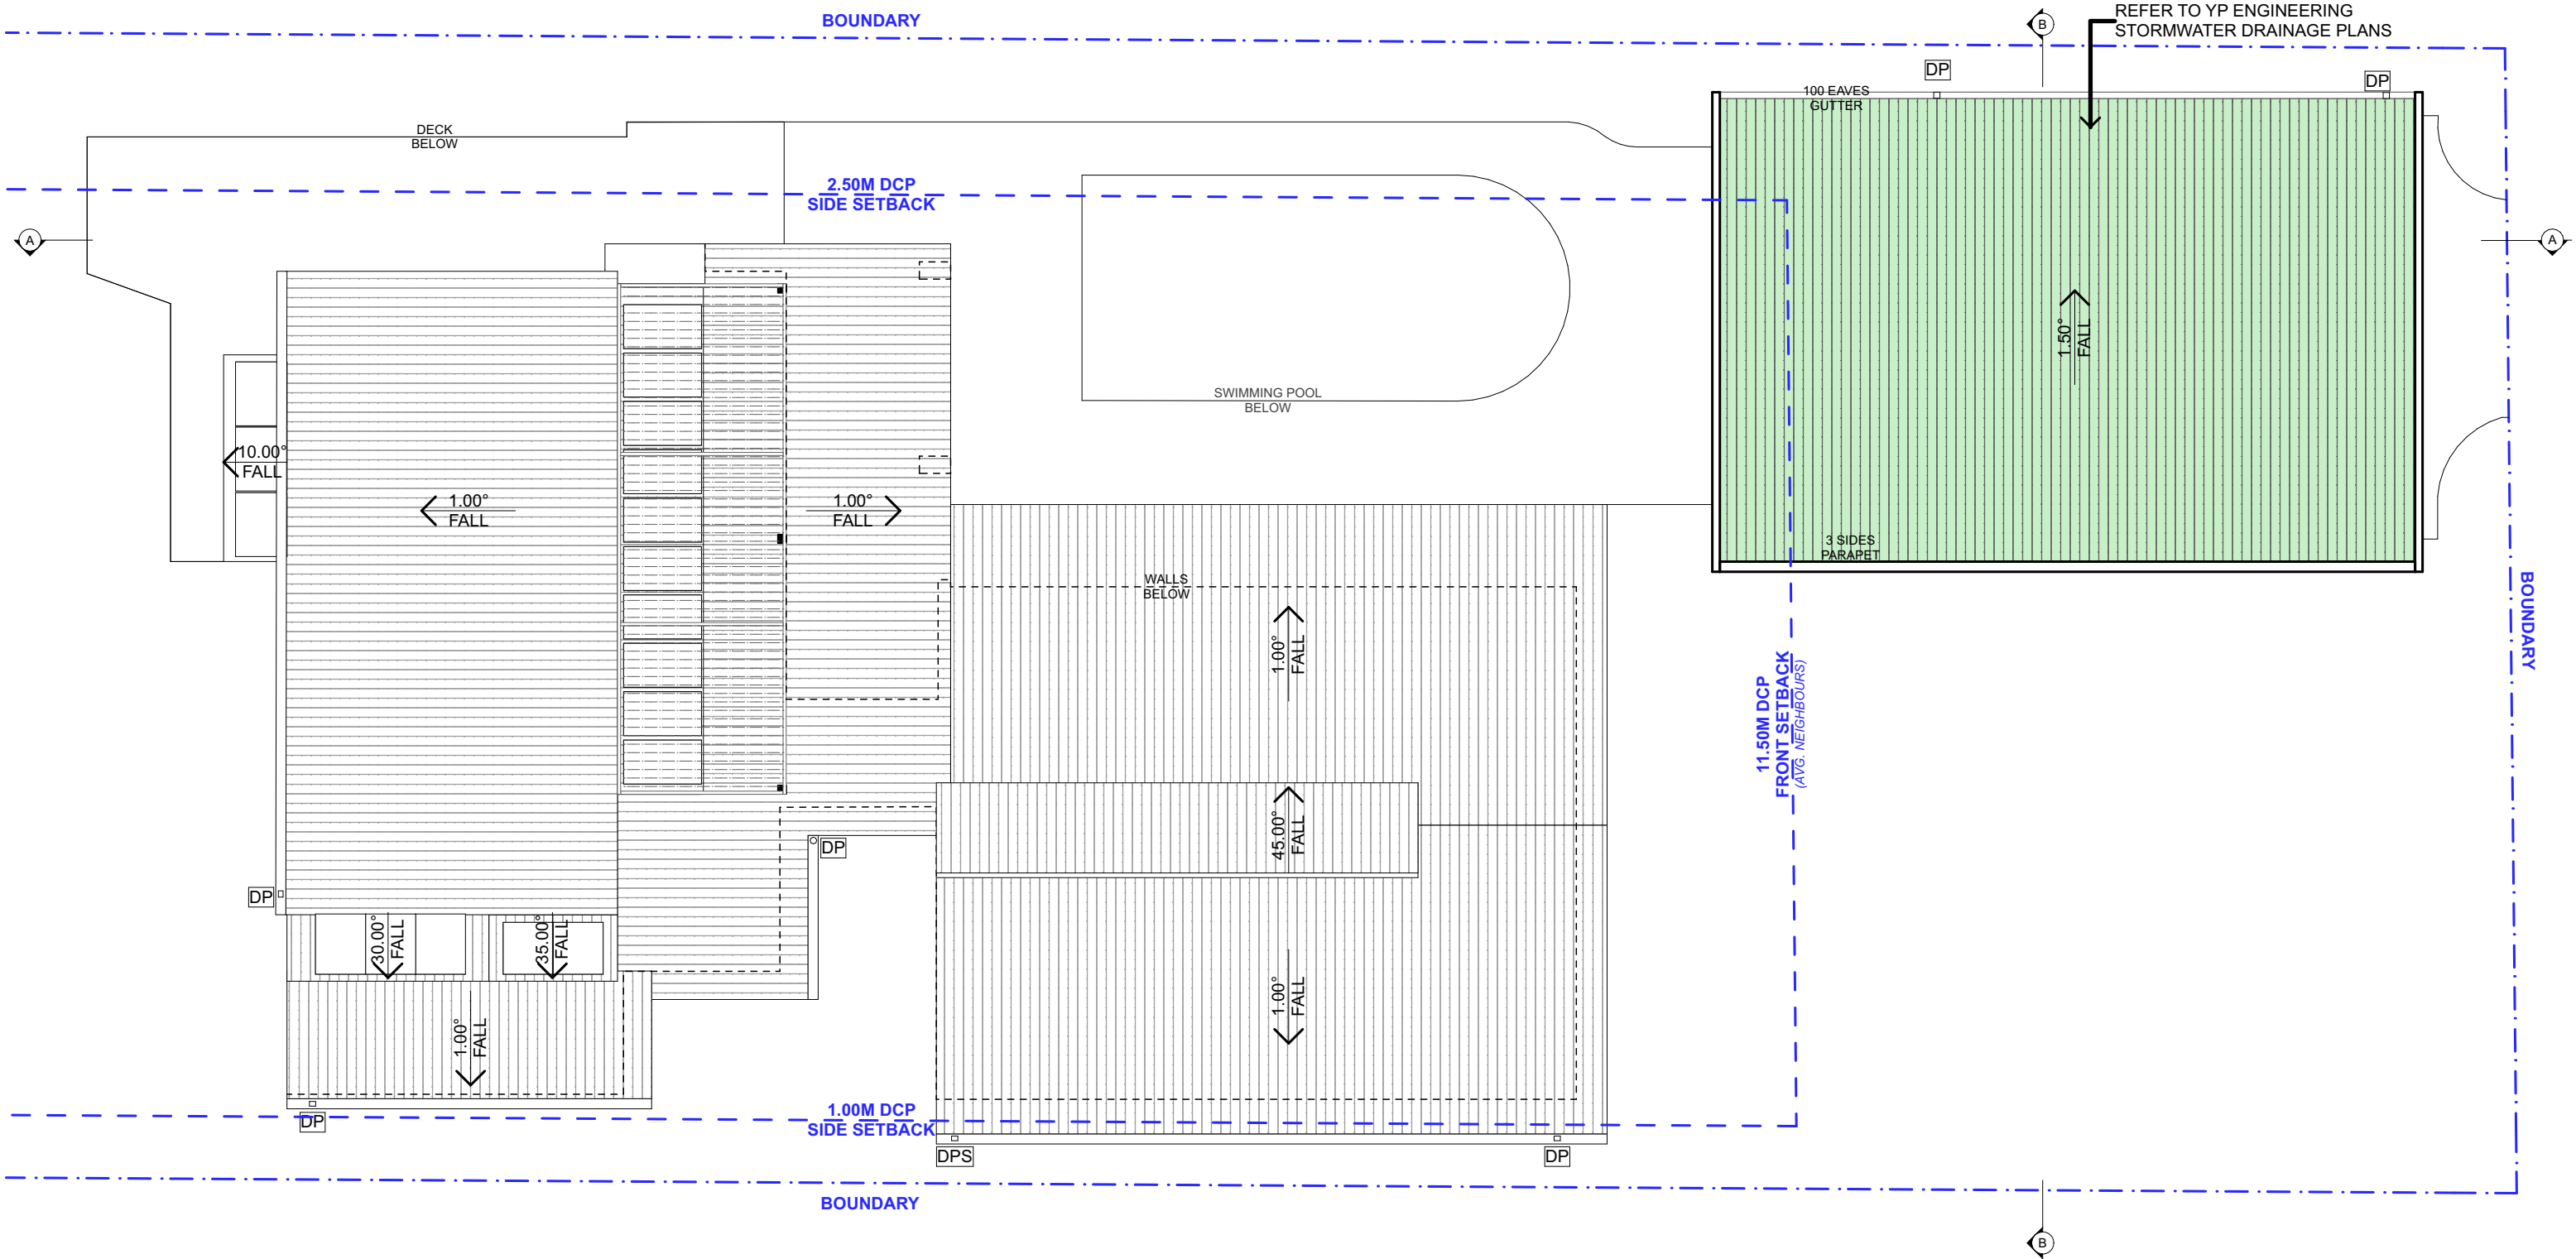 BOUNDARY
B
REFER TO YP ENGINEERING
STORMWATER DRAINAGE PLANS
DP
DP
100 EAVES
GUTTER
DECK
BELOW
2.50M DCP
SIDE SETBACK
A
A
1.50°
FALL
SWIMMING POOL
BELOW
10.00°
FALL
1.00°
FALL
1.00°
FALL
3 SIDES
PARAPET
WALLS
BELOW
BOUNDARY
1.00°
FALL
11.50M DCP
FRONT SETBACK
(AVG. NEIGHBOURS)
45.00°
FALL
DP
DP
30.00°
FALL
35.00°
FALL
1.00°
FALL
1.00°
FALL
1.00M DCP
SIDE SETBACK
DP
DPS
DP
BOUNDARY
B